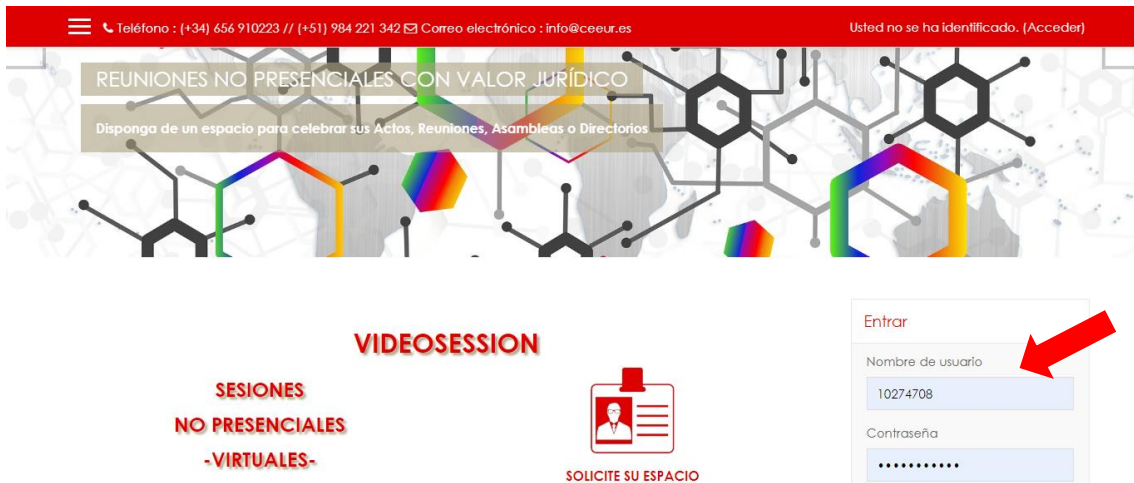 Teléfono : (+34) 656 910223 // (+51) 984 221 342 Correo electrónico : info@ceeur.es
Usted no se ha identificado. (Acceder)
REUNIONES NO PRESENCIALES CON VALOR JURÍDICO
Disponga de un espacio para celebrar sus Actos, Reuniones, Asambleas o Directorios
VIDEOSESSION
SESIONES
NO PRESENCIALES
-VIRTUALES-
SOLICITE SU ESPACIO
Entrar
Nombre de usuario
10274708
Contraseña
•••••••••••